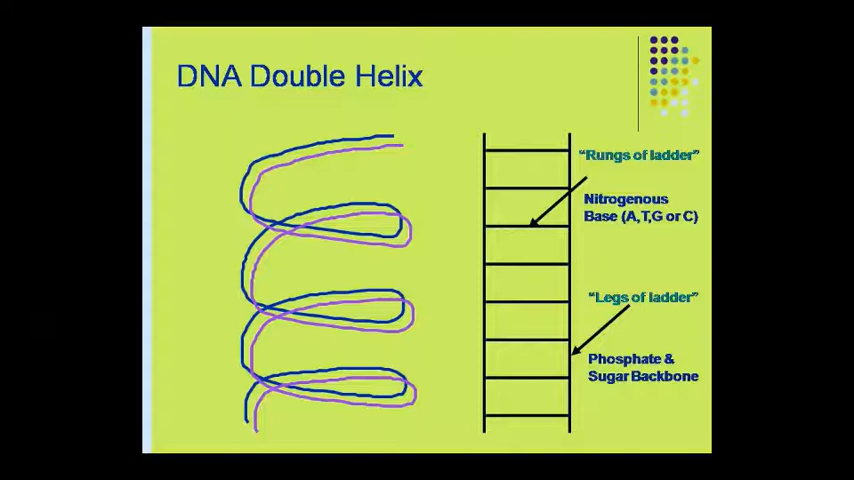 DNA Double Helix
“Rungs of ladder”
Nitrogenous
Base (A,T,G or C)
“Legs of ladder”
Phosphate &
Sugar Backbone